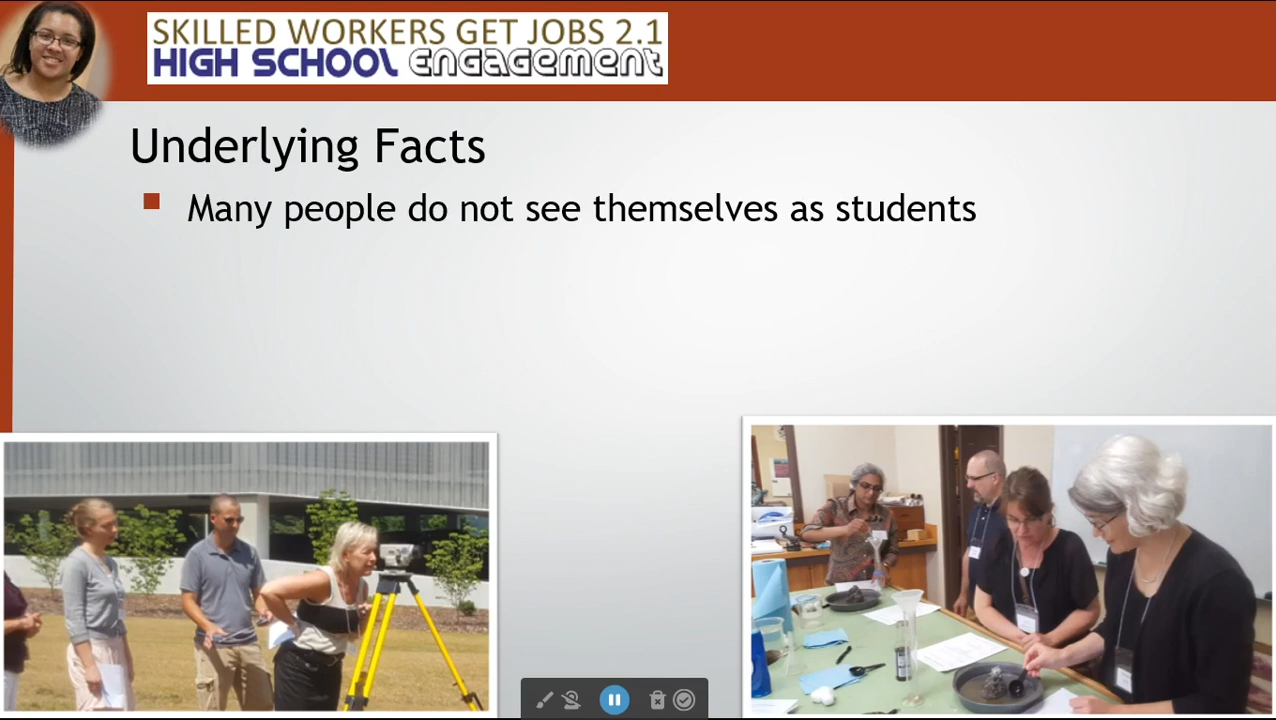 SKILLED WORKERS GET JOBS 2.1
HIGH SCHOOL ENGAGEMENT
Underlying Facts
Many people do not see themselves as students